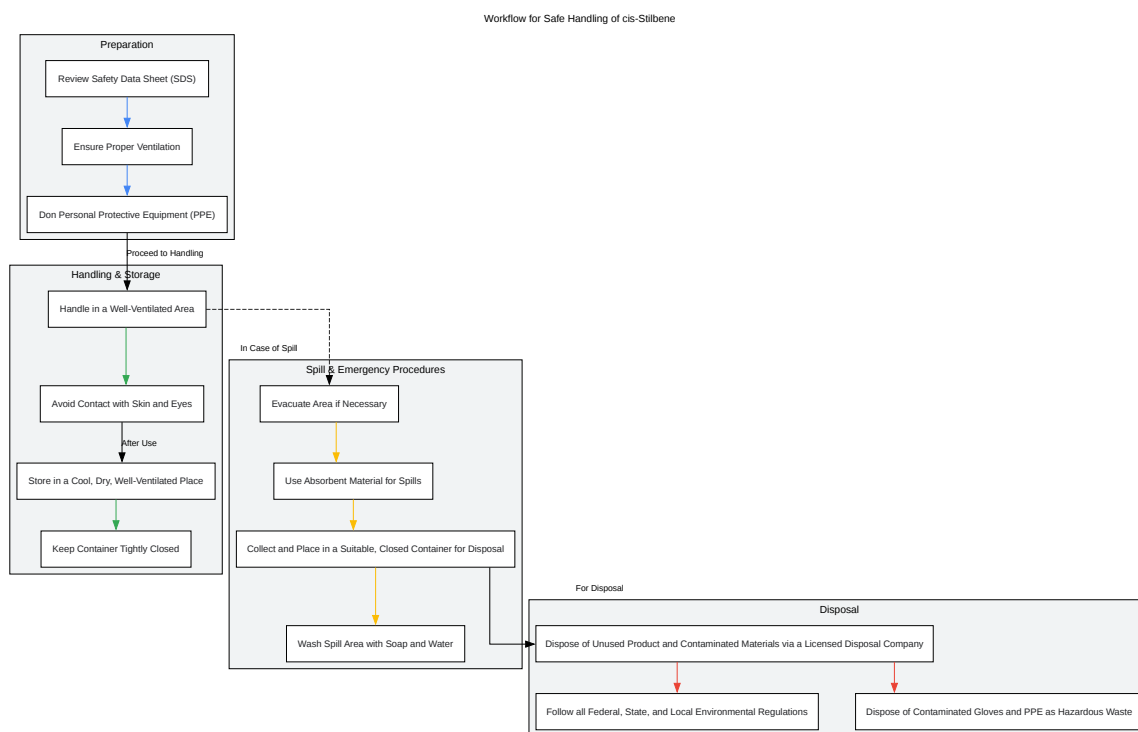 Workflow for Safe Handling of cis-Stilbene
Preparation
Review Safety Data Sheet (SDS)
Ensure Proper Ventilation
Don Personal Protective Equipment (PPE)
Proceed to Handling
Handling & Storage
Handle in a Well-Ventilated Area
In Case of Spill
Spill & Emergency Procedures
Avoid Contact with Skin and Eyes
Evacuate Area if Necessary
After Use
Store in a Cool, Dry, Well-Ventilated Place
Use Absorbent Material for Spills
Keep Container Tightly Closed
Collect and Place in a Suitable, Closed Container for Disposal
For Disposal
Disposal
Wash Spill Area with Soap and Water
Dispose of Unused Product and Contaminated Materials via a Licensed Disposal Company
Follow all Federal, State, and Local Environmental Regulations
Dispose of Contaminated Gloves and PPE as Hazardous Waste